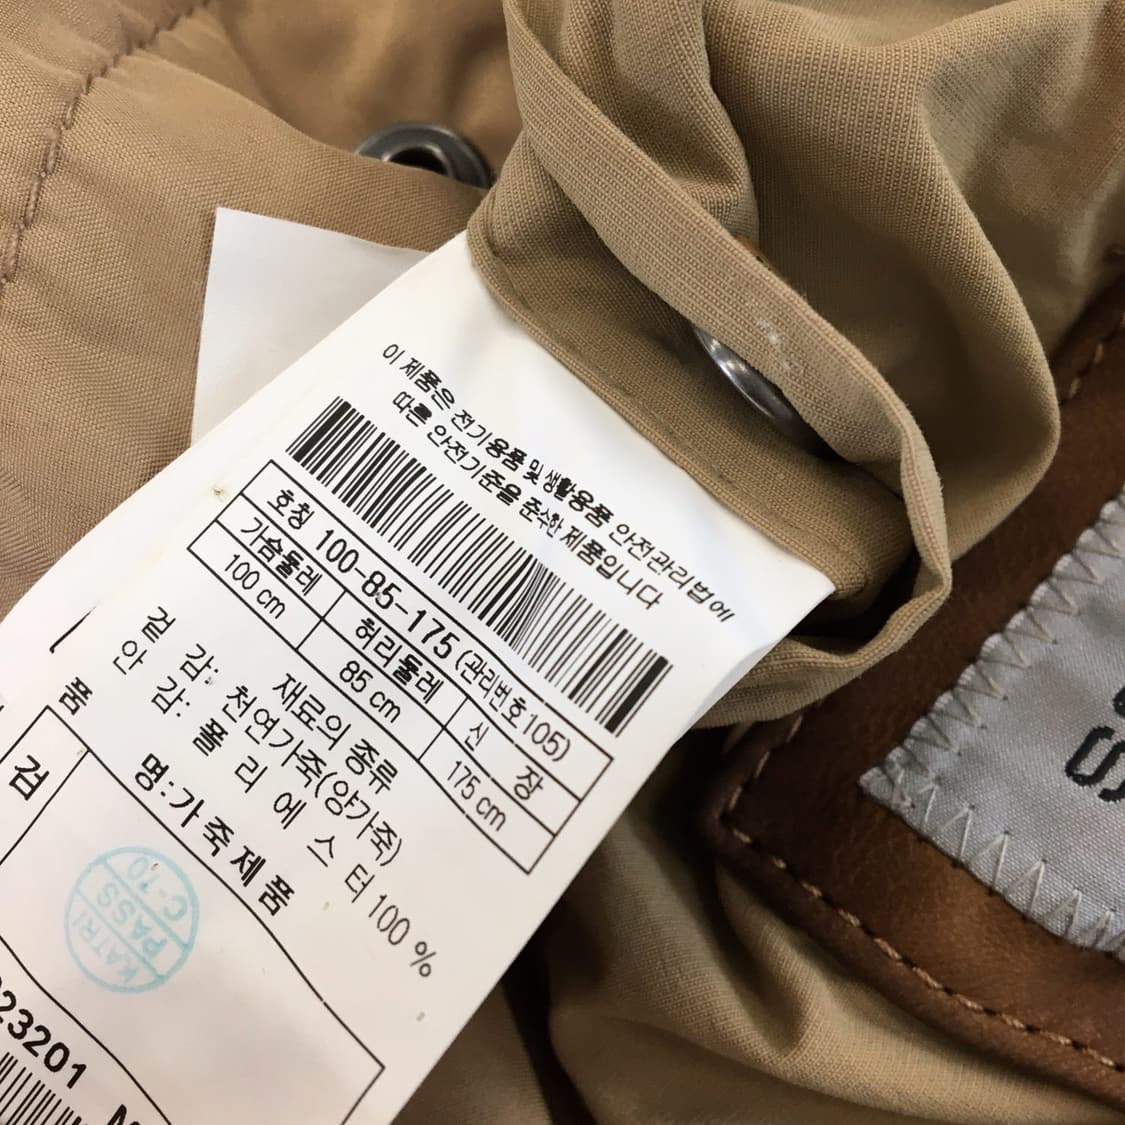 이 제품은 전기용품 및 생활용품 안전관리법에
따른 안전기준을 준수한 제품입니다
호칭 100-85-175 (관리번호105)
가슴둘레 허리둘레 신 장
100 cm 85 cm 175 cm
재료의 종류
겉 감: 천연가죽(양가죽)
안 감: 폴 리 에 스 터 100 %
품 명:가 죽 제 품
검
KATRI
PASS
C-70
23201